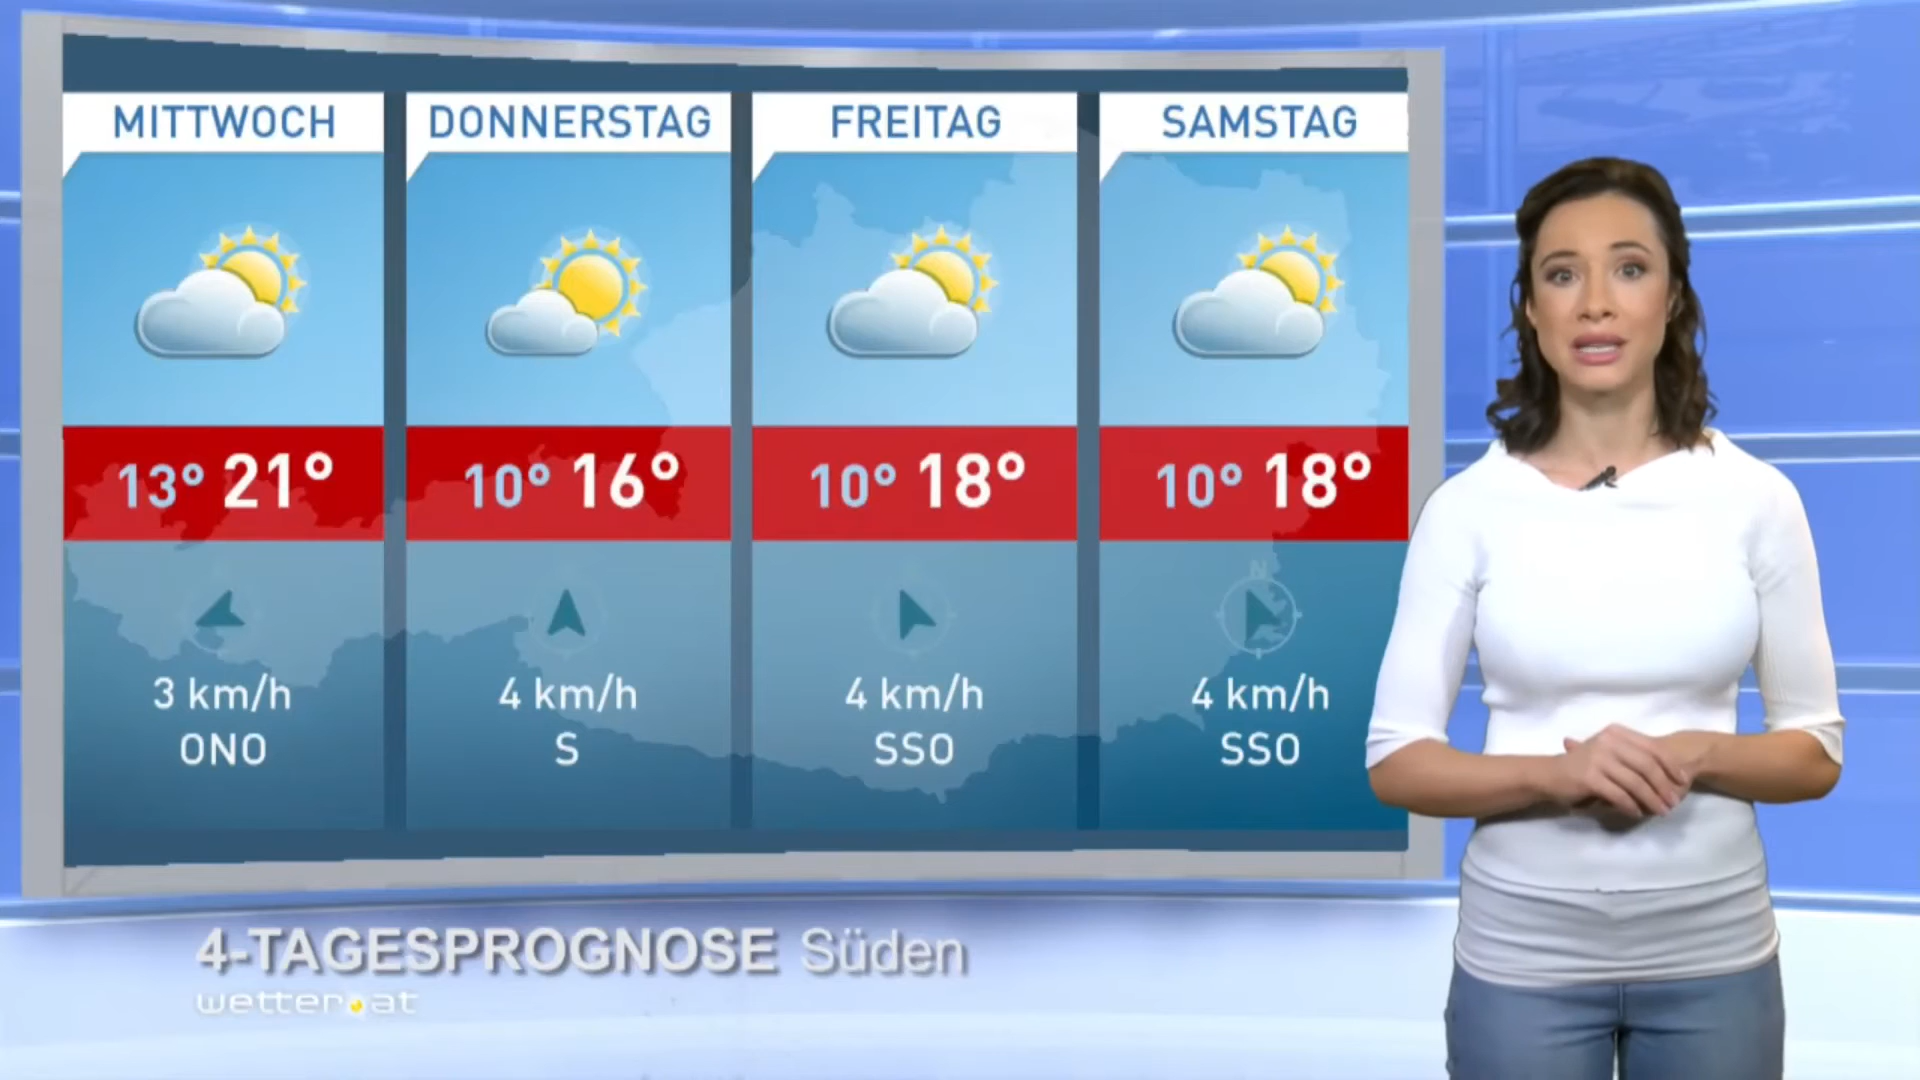 MITTWOCH
DONNERSTAG
FREITAG
SAMSTAG
13° 21°
10° 16°
10° 18°
10° 18°
N
3 km/h
ONO
4 km/h
S
4 km/h
SSO
4 km/h
SSO
4-TAGESPROGNOSE Süden
wetter.at